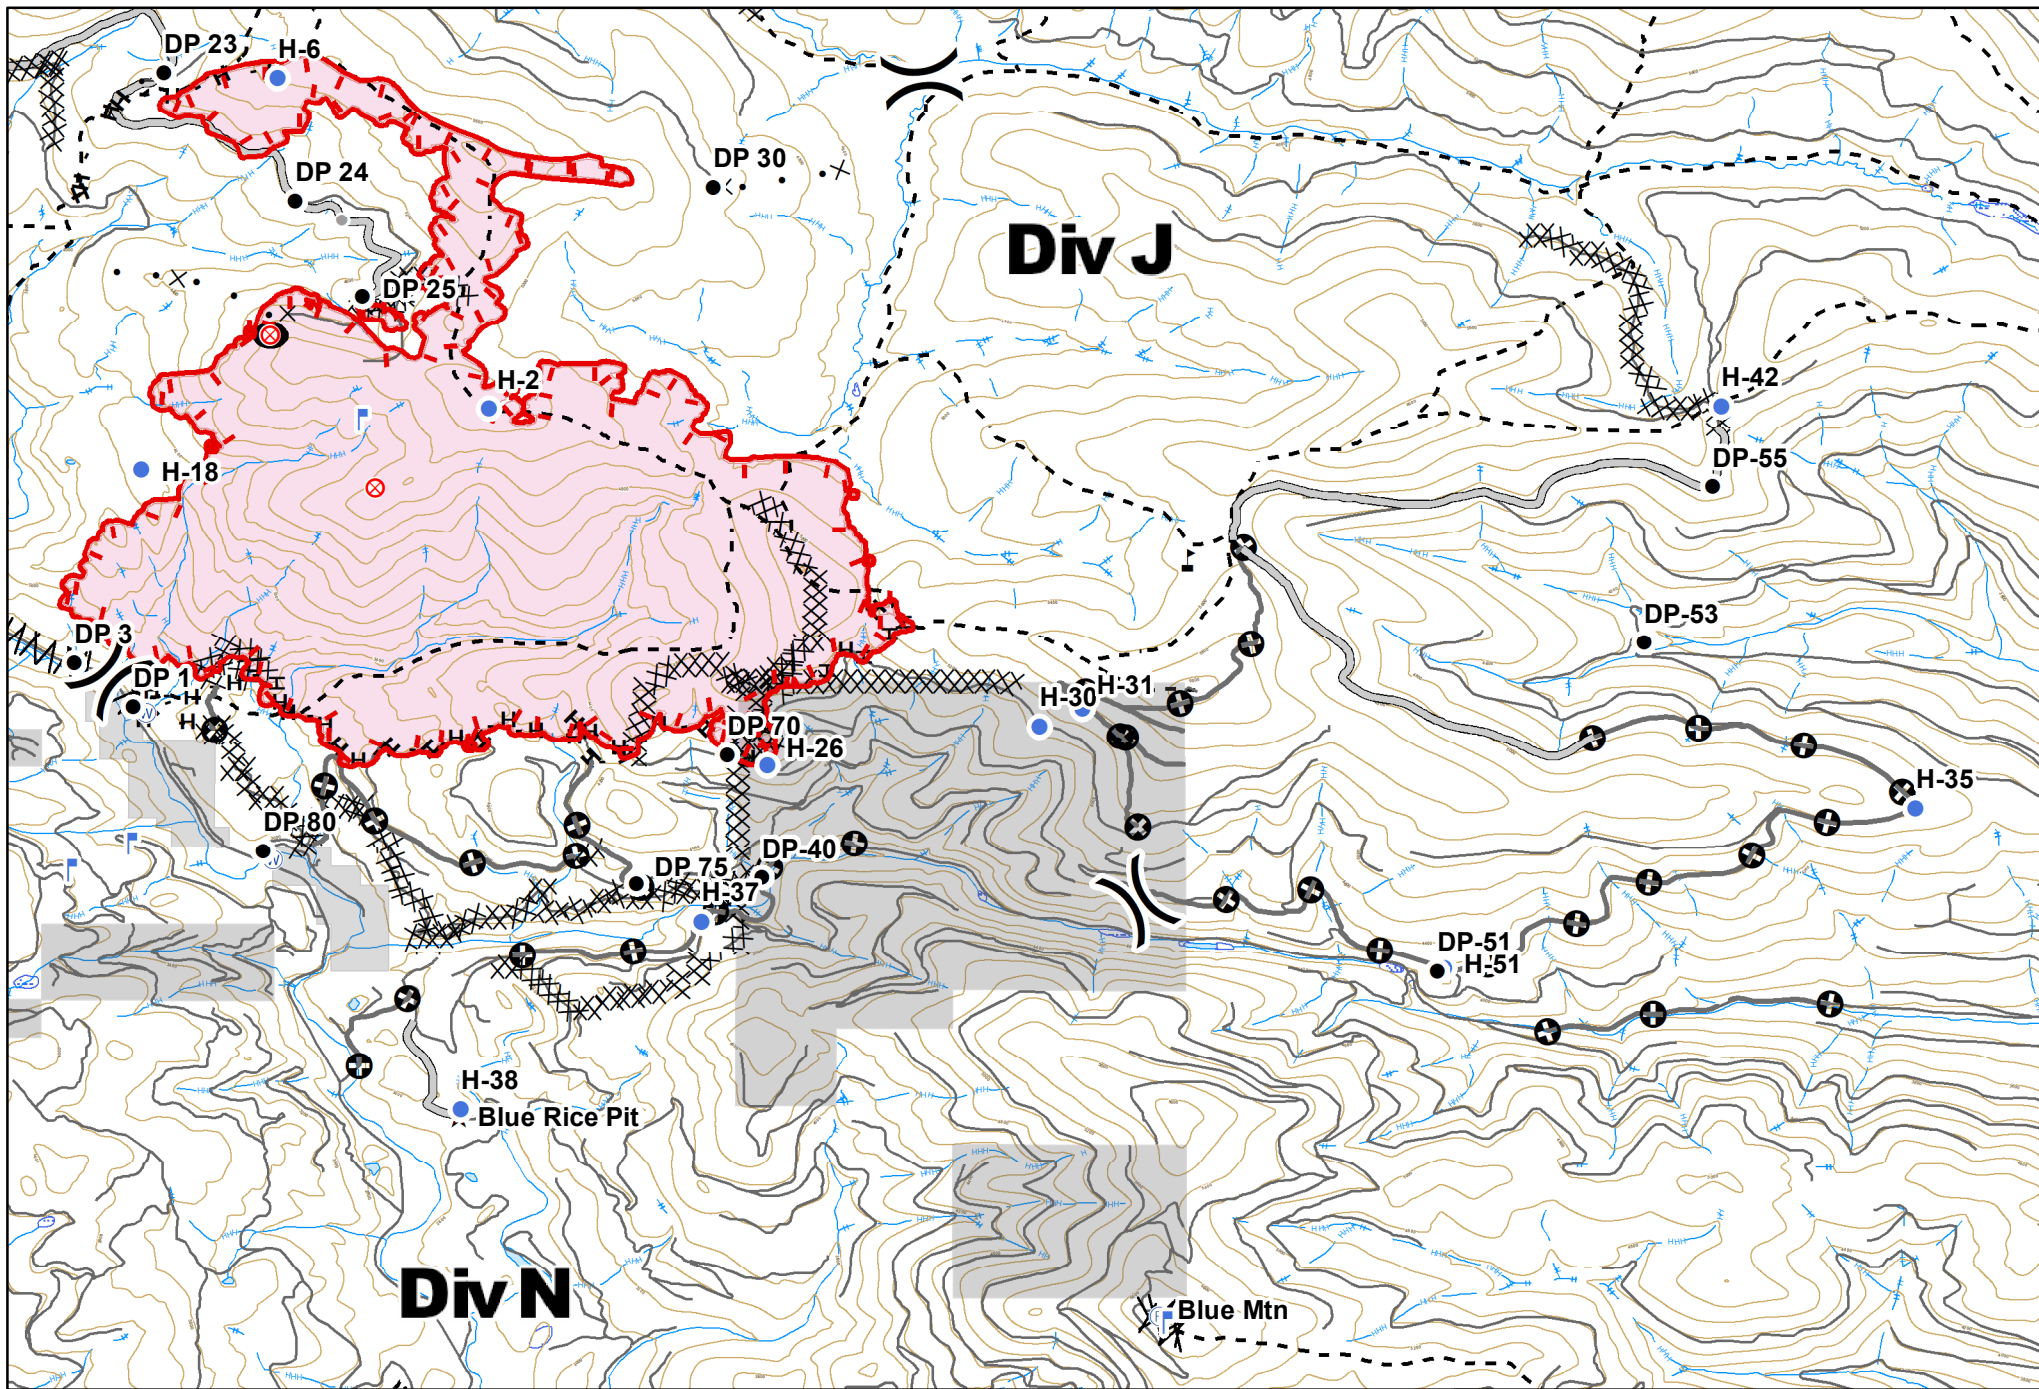 DP 23
H-6
DP 30
DP 24
Div J
DP 25
H-2
H-42
H-18
DP-55
DP 3
DP-53
DP 1
H-31
H-30
DP 70
H-26
H-35
DP 80
DP-40
DP 75
H-37
DP-51
H-51
H-38
Blue Rice Pit
Div N
Blue Mtn